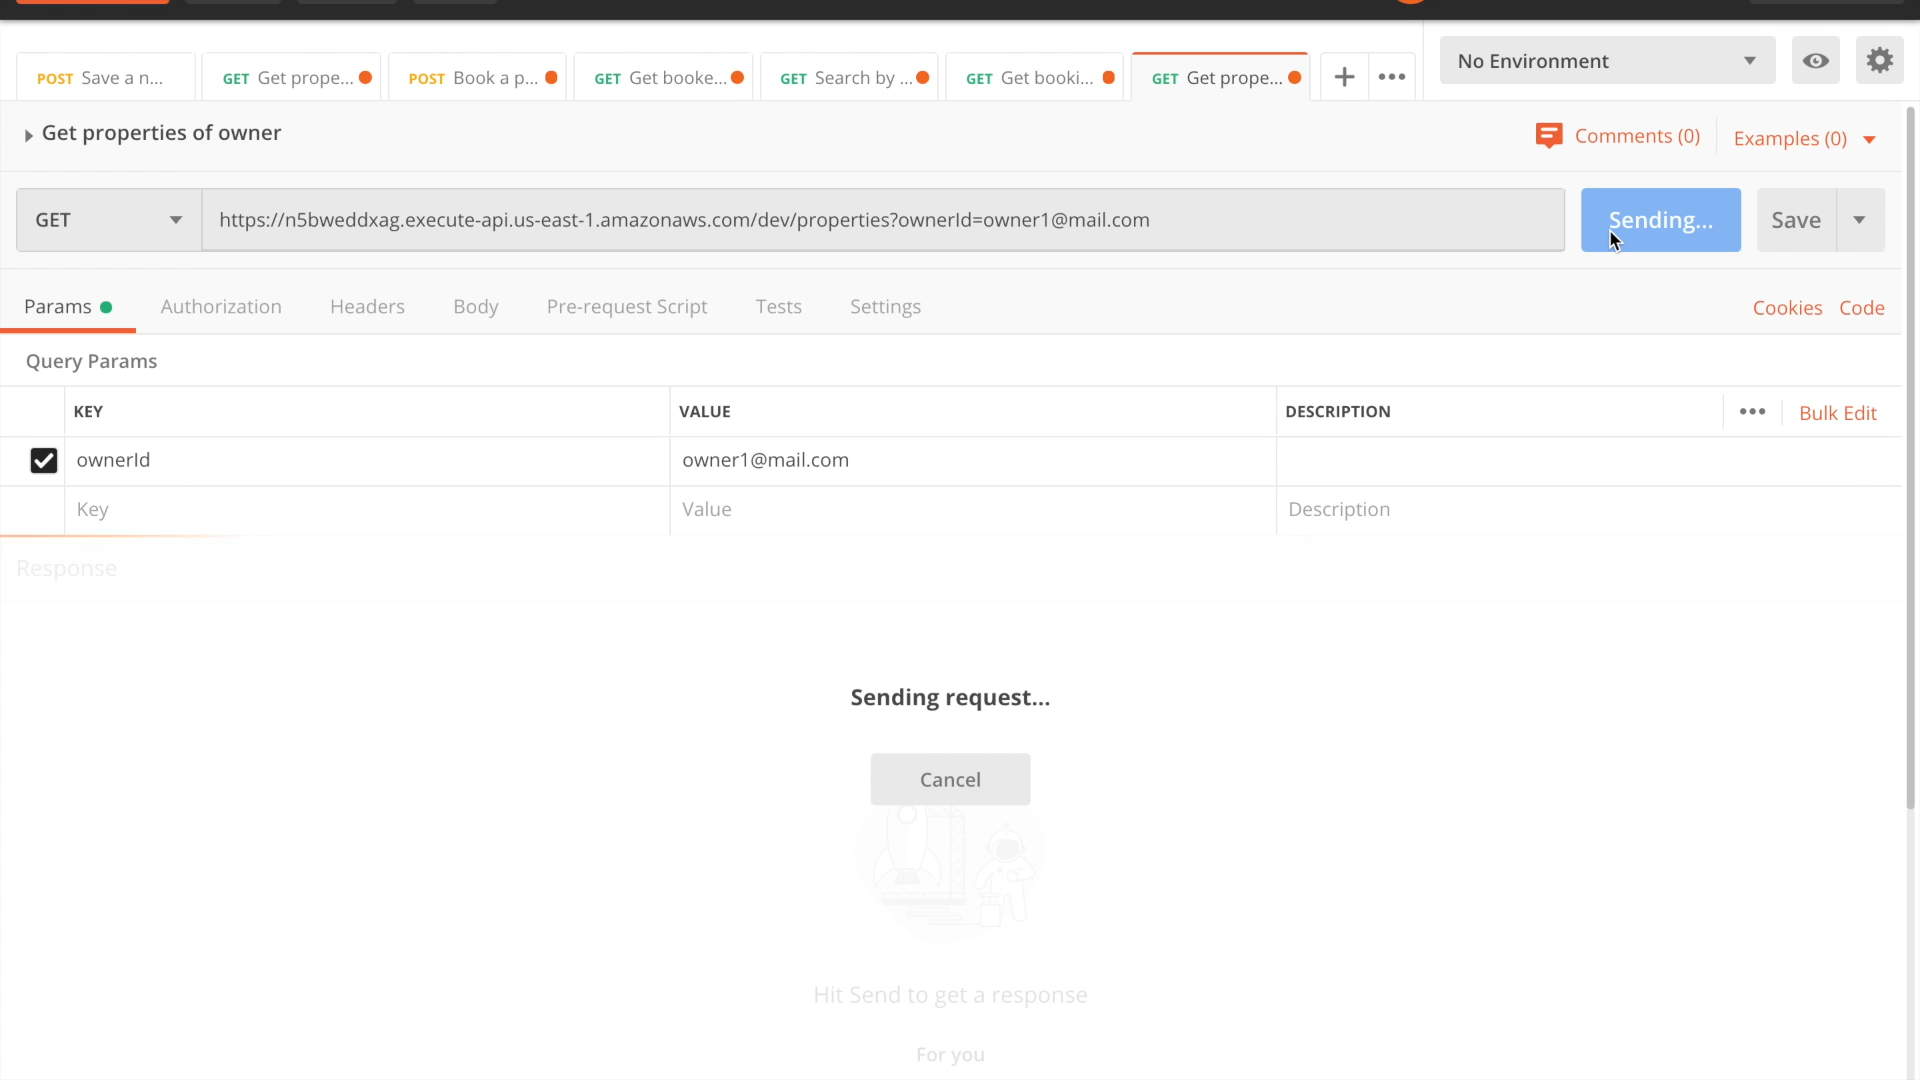 POST Save a n...
GET Get prope...
POST Book a p...
GET Get booke...
GET Search by ...
GET Get booki...
GET Get prope...
No Environment
Get properties of owner
Comments (0)
Examples (0)
GET
https://n5bweddxag.execute-api.us-east-1.amazonaws.com/dev/properties?ownerId=owner1@mail.com
Sending...
Save
Params
Authorization
Headers
Body
Pre-request Script
Tests
Settings
Cookies
Code
Query Params
KEY
VALUE
DESCRIPTION
Bulk Edit
ownerId
owner1@mail.com
Key
Value
Description
Response
Sending request...
Cancel
Hit Send to get a response
For you